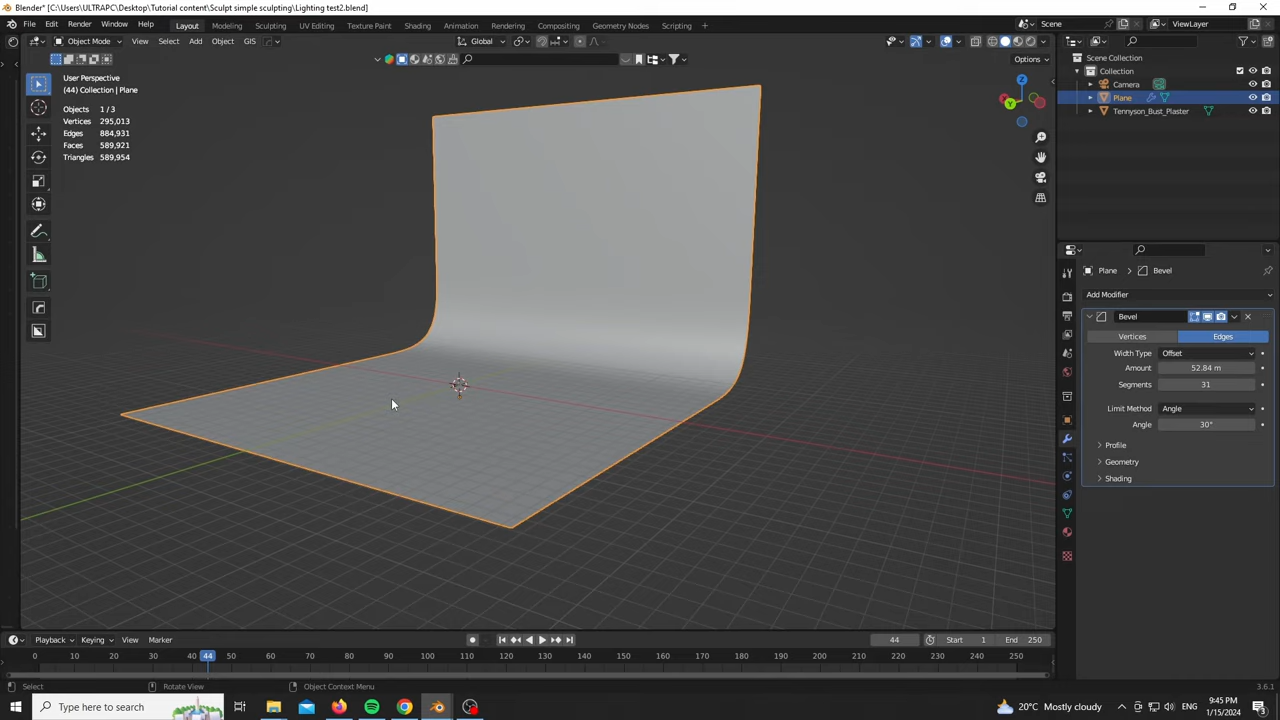 Blender* [C:\Users\ULTRAPC\Desktop\Tutorial content\Sculpt simple sculpting\Lighting test2.blend]
File Edit Render Window Help Layout Modeling Sculpting UV Editing Texture Paint Shading Animation Rendering Compositing Geometry Nodes Scripting + Scene ViewLayer
Object Mode View Select Add Object GIS Global
Options
User Perspective
(44) Collection | Plane
Objects 1/3
Vertices 295,013
Edges 884,931
Faces 589,921
Triangles 589,954
Z
Y
Scene Collection
Collection
Camera
Plane
Tennyson_Bust_Plaster
Plane > Bevel
Add Modifier
Bevel
Vertices Edges
Width Type Offset
Amount 52.84 m
Segments 31
Limit Method Angle
Angle 30°
Profile
Geometry
Shading
Playback Keying View Marker 44 Start 1 End 250
0 10 20 30 40 44 50 60 70 80 90 100 110 120 130 140 150 160 170 180 190 200 210 220 230 240 250
Select Rotate View Object Context Menu 3.6.1
Type here to search 20°C Mostly cloudy ENG 9:45 PM
1/15/2024